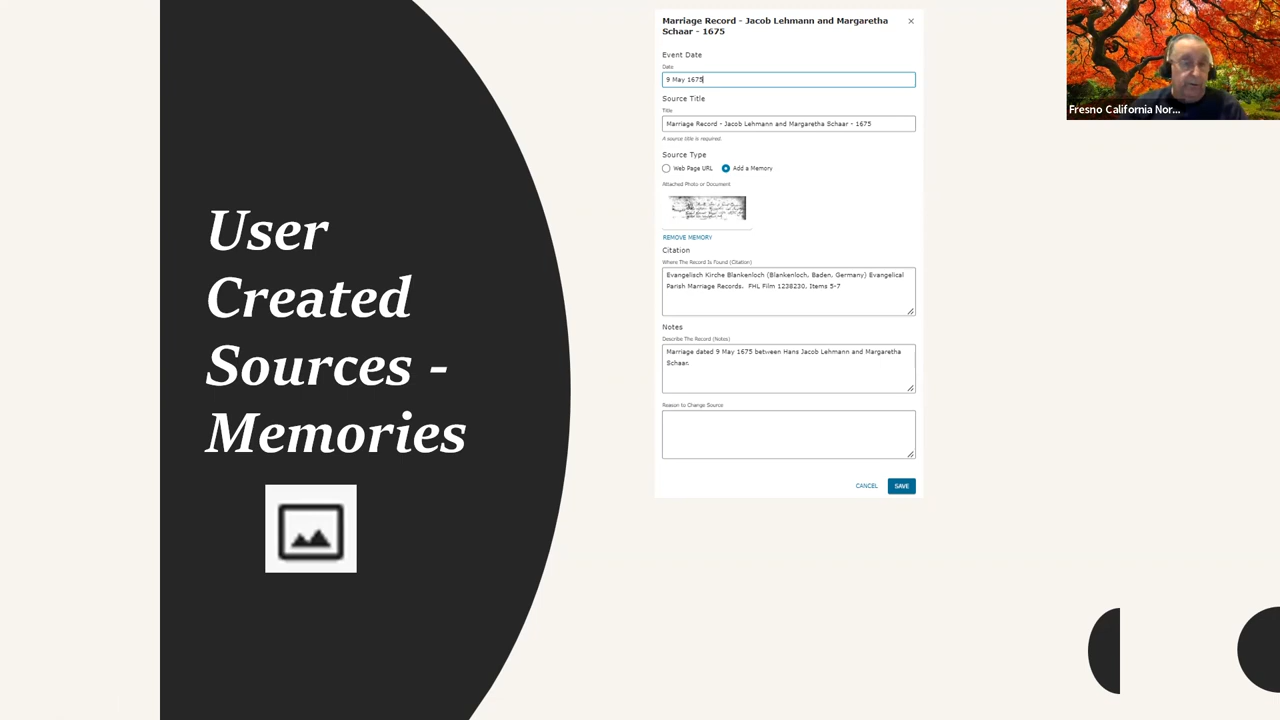 User
Created
Sources -
Memories
Marriage Record - Jacob Lehmann and Margaretha
Schaar - 1675
Event Date
Date
9 May 1675
Source Title
Title
Marriage Record - Jacob Lehmann and Margaretha Schaar - 1675
A source title is required.
Source Type
Web Page URL
Add a Memory
Attached Photo or Document
REMOVE MEMORY
Citation
Where The Record Is Found (Citation)
Evangelisch Kirche Blankenloch (Blankenloch, Baden, Germany) Evangelical
Parish Marriage Records. FHL Film 1238230, Items 5-7
Notes
Describe The Record (Notes)
Marriage dated 9 May 1675 between Hans Jacob Lehmann and Margaretha
Schaar.
Reason to Change Source
CANCEL
SAVE
Fresno California Nor...